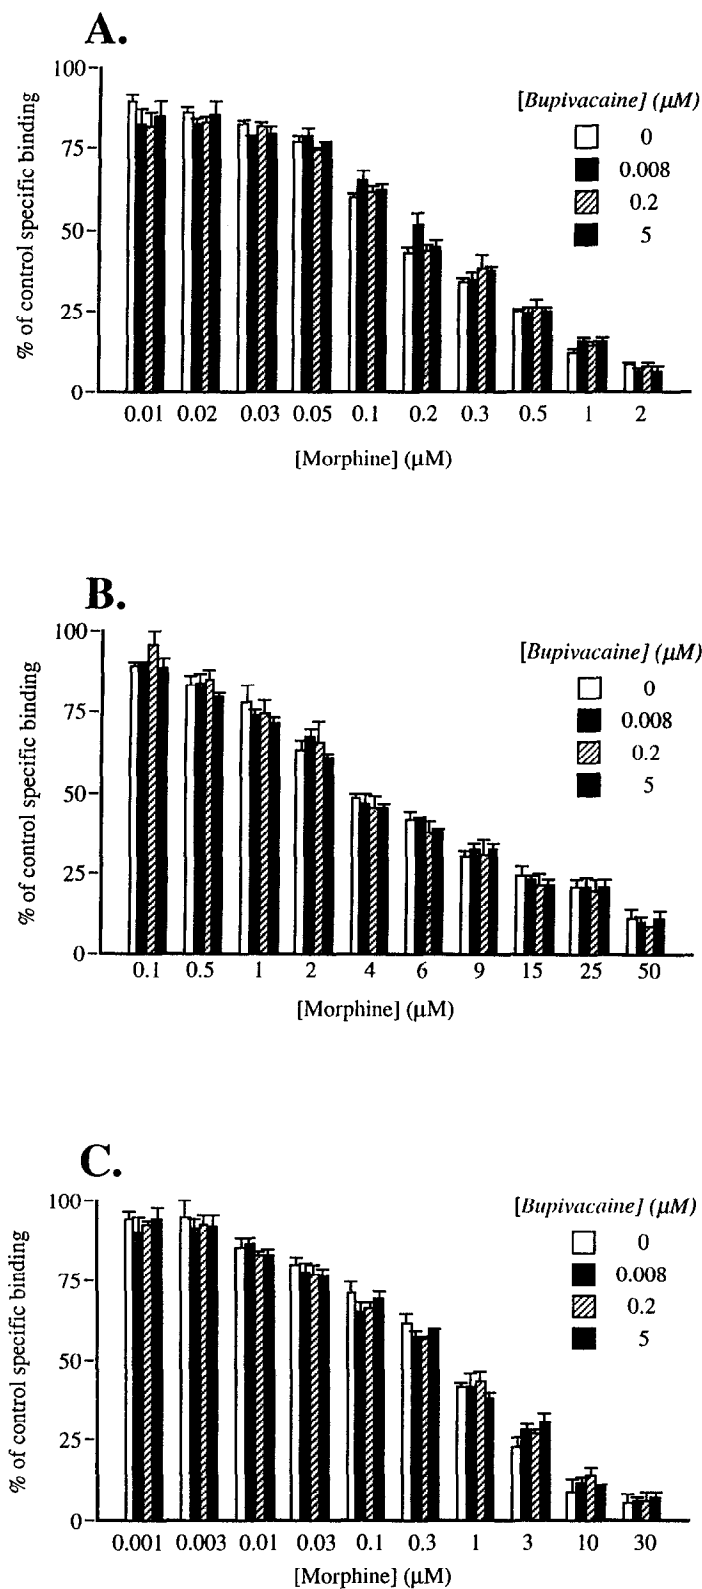 A.
[Bupivacaine] (μM)
0
0.008
0.2
5
% of control specific binding
100
75
50
25
0
0.01 0.02 0.03 0.05 0.1 0.2 0.3 0.5 1 2
[Morphine] (μM)
B.
[Bupivacaine] (μM)
0
0.008
0.2
5
% of control specific binding
100
75
50
25
0
0.1 0.5 1 2 4 6 9 15 25 50
[Morphine] (μM)
C.
[Bupivacaine] (μM)
0
0.008
0.2
5
% of control specific binding
100
75
50
25
0
0.001 0.003 0.01 0.03 0.1 0.3 1 3 10 30
[Morphine] (μM)